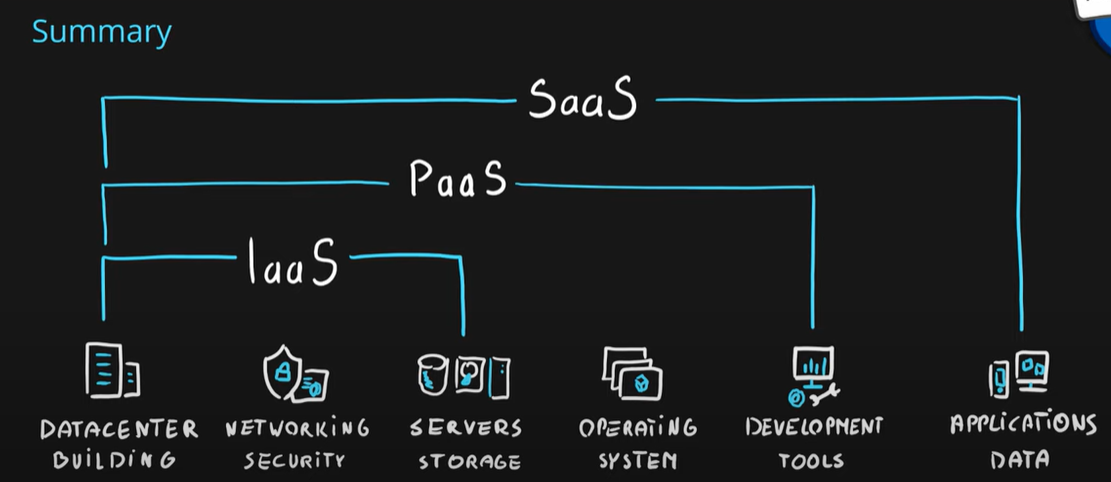 Summary
SaaS
PaaS
IaaS
DATACENTER
BUILDING
NETWORKING
SECURITY
SERVERS
STORAGE
OPERATING
SYSTEM
DEVELOPMENT
TOOLS
APPLICATIONS
DATA